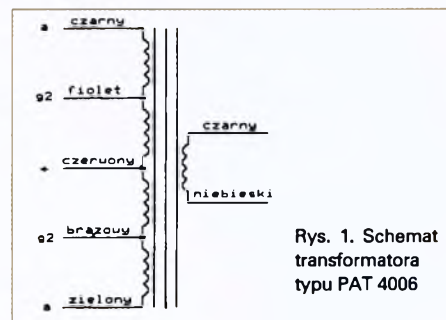 a czarny
g2 fiolet
+ czerwony
g2 brązowy
a zielony
czarny
niebieski
Rys. 1. Schemat
transformatora
typu PAT 4006